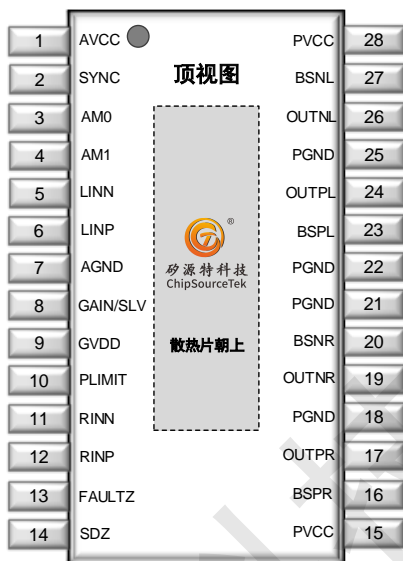 1 AVCC PVCC 28
顶视图
2 SYNC BSNL 27
3 AM0 OUTNL 26
4 AM1 PGND 25
5 LINN OUTPL 24
6 LINP BSPL 23
®
7 AGND PGND 22
矽源特科技
ChipSourceTek
8 GAIN/SLV PGND 21
9 GVDD BSNR 20
散热片朝上
10 PLIMIT OUTNR 19
11 RINN PGND 18
12 RINP OUTPR 17
13 FAULTZ BSPR 16
14 SDZ PVCC 15